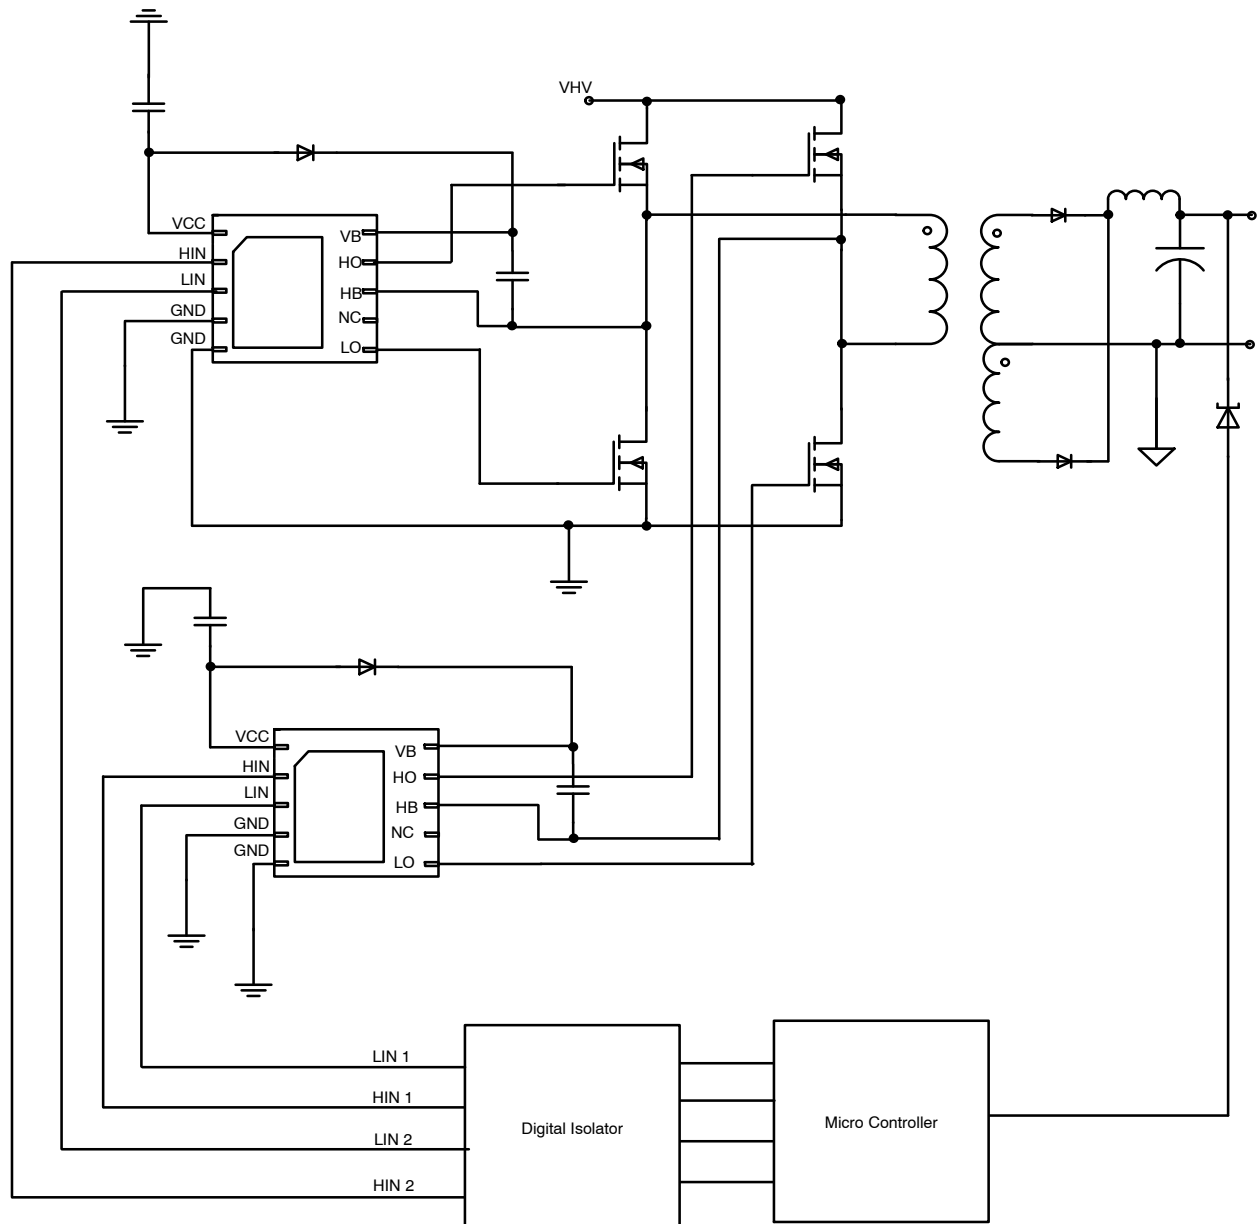 VHV
VCC
HIN
LIN
GND
GND
VB
HO
HB
NC
LO
VCC
HIN
LIN
GND
GND
VB
HO
HB
NC
LO
LIN 1
HIN 1
LIN 2
HIN 2
Digital Isolator
Micro Controller